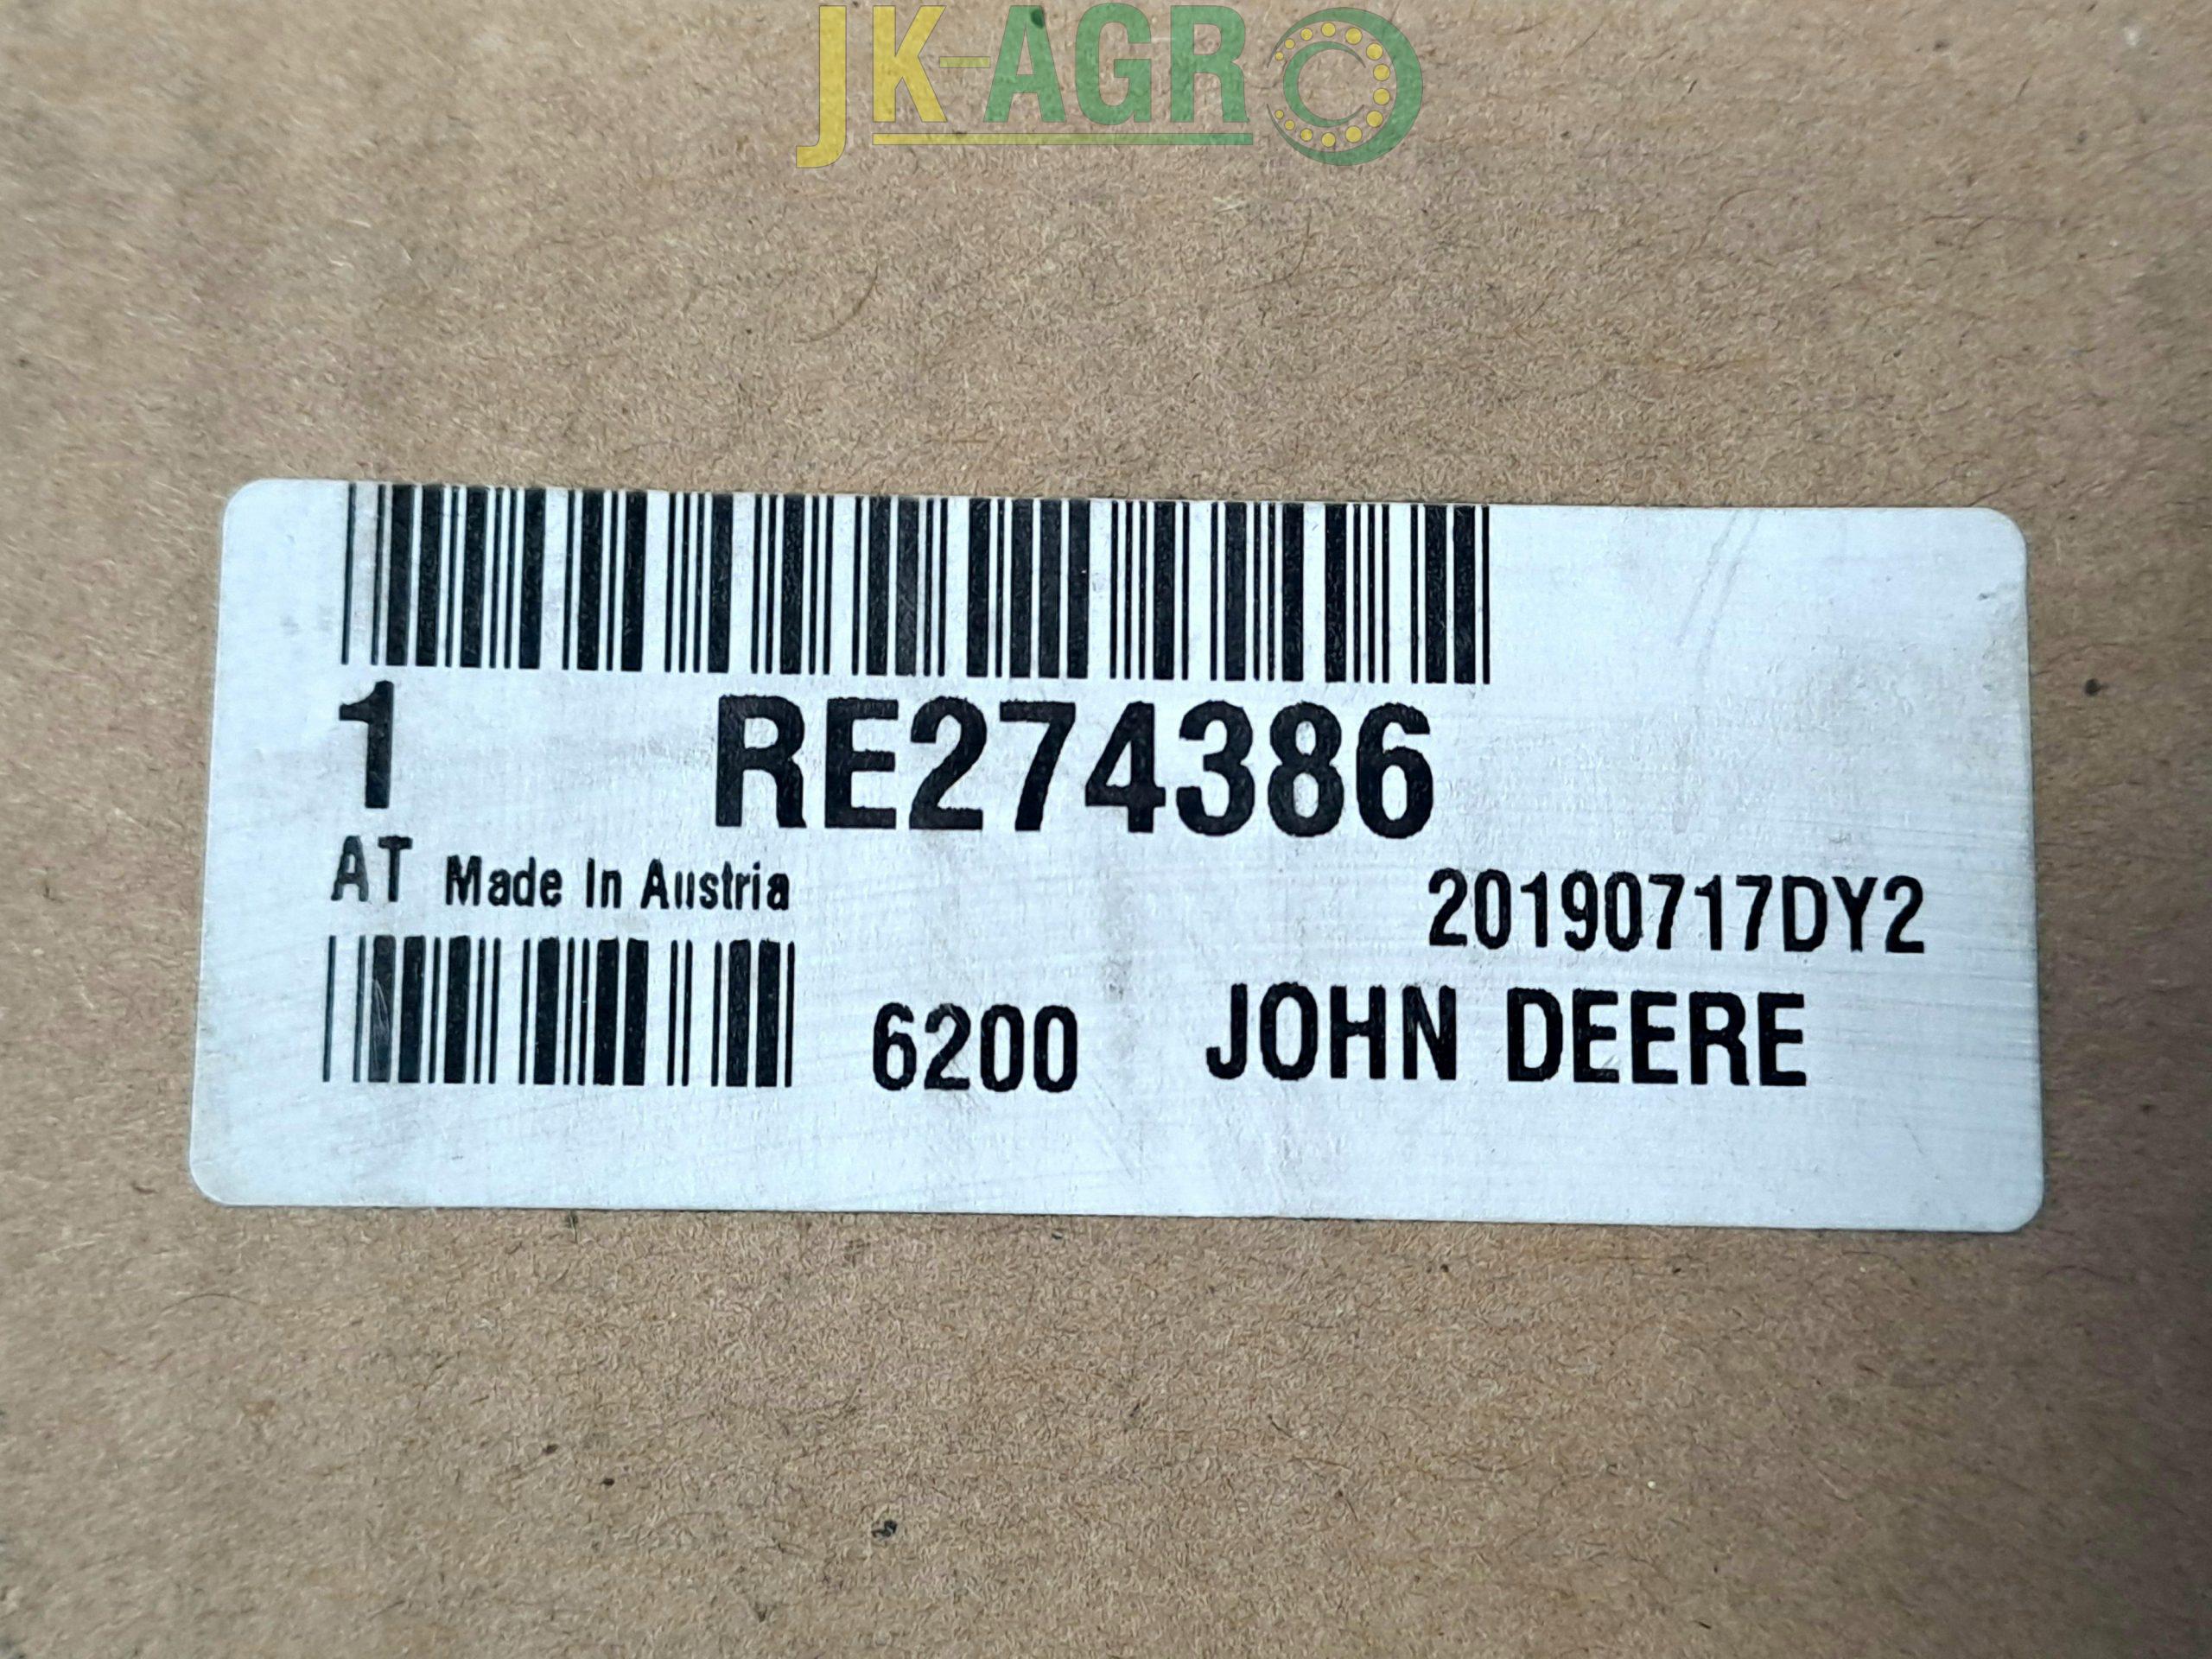 JK-AGRO
1 RE274386
AT Made In Austria
20190717DY2
6200 JOHN DEERE